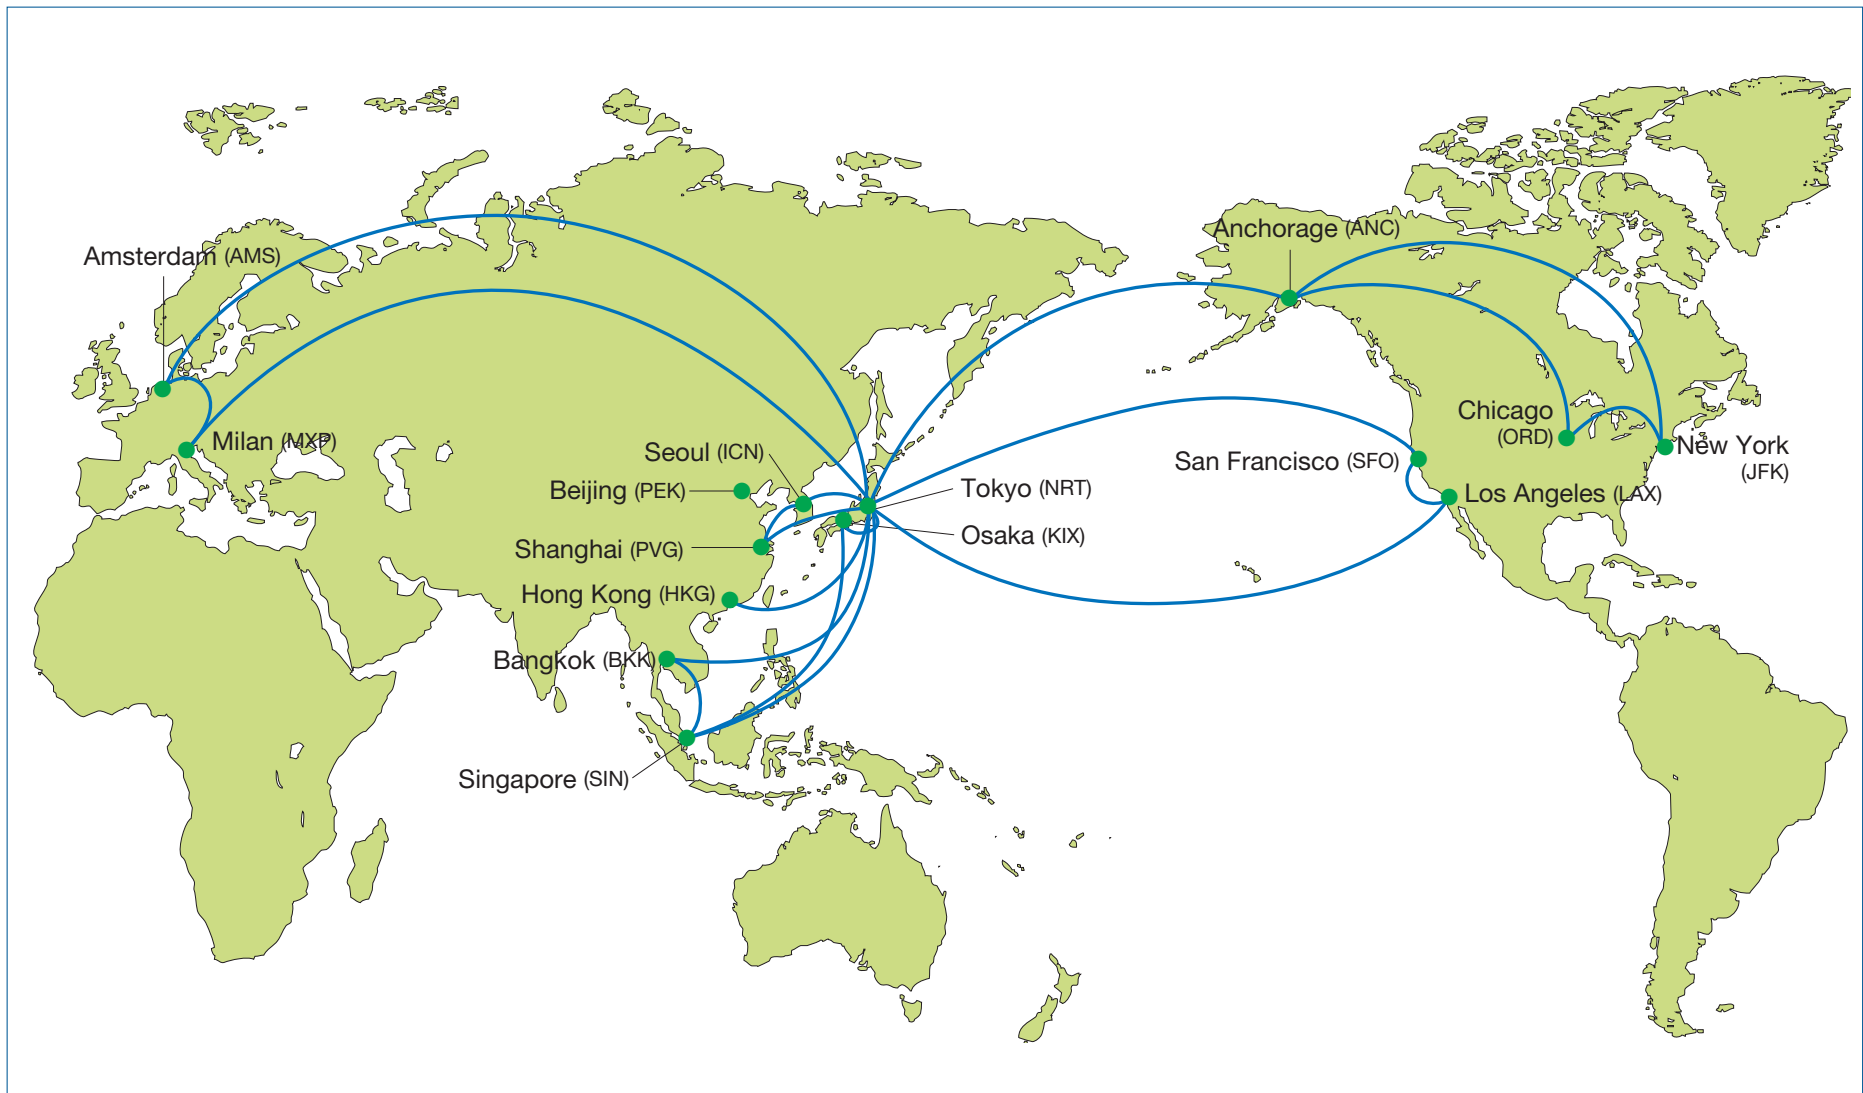 Anchorage (ANC)
Amsterdam (AMS)
Chicago
(ORD)
Milan (MXP)
New York
(JFK)
Seoul (ICN)
San Francisco (SFO)
Beijing (PEK)
Tokyo (NRT)
Los Angeles (LAX)
Osaka (KIX)
Shanghai (PVG)
Hong Kong (HKG)
Bangkok (BKK)
Singapore (SIN)